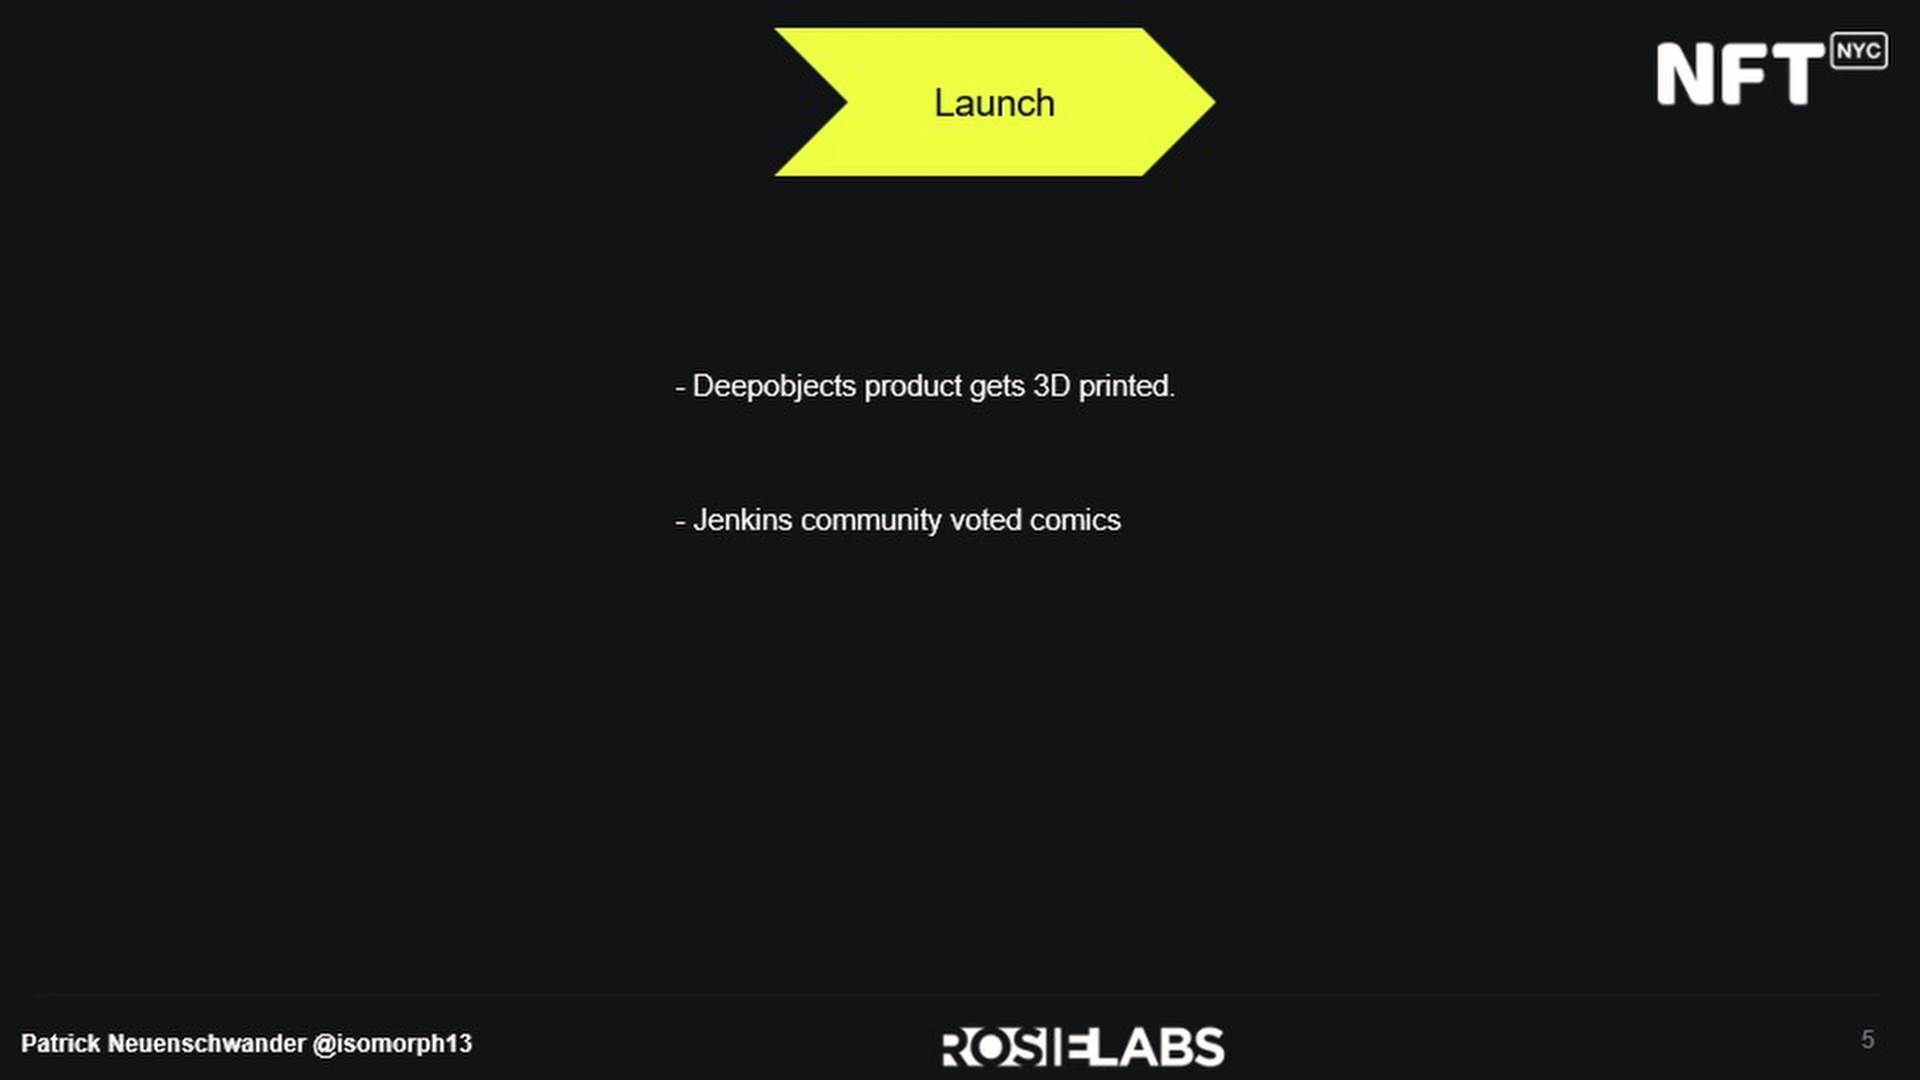 Launch
NFT NYC
- Deepobjects product gets 3D printed.
- Jenkins community voted comics
Patrick Neuenschwander @isomorph13
ROSIELABS
5